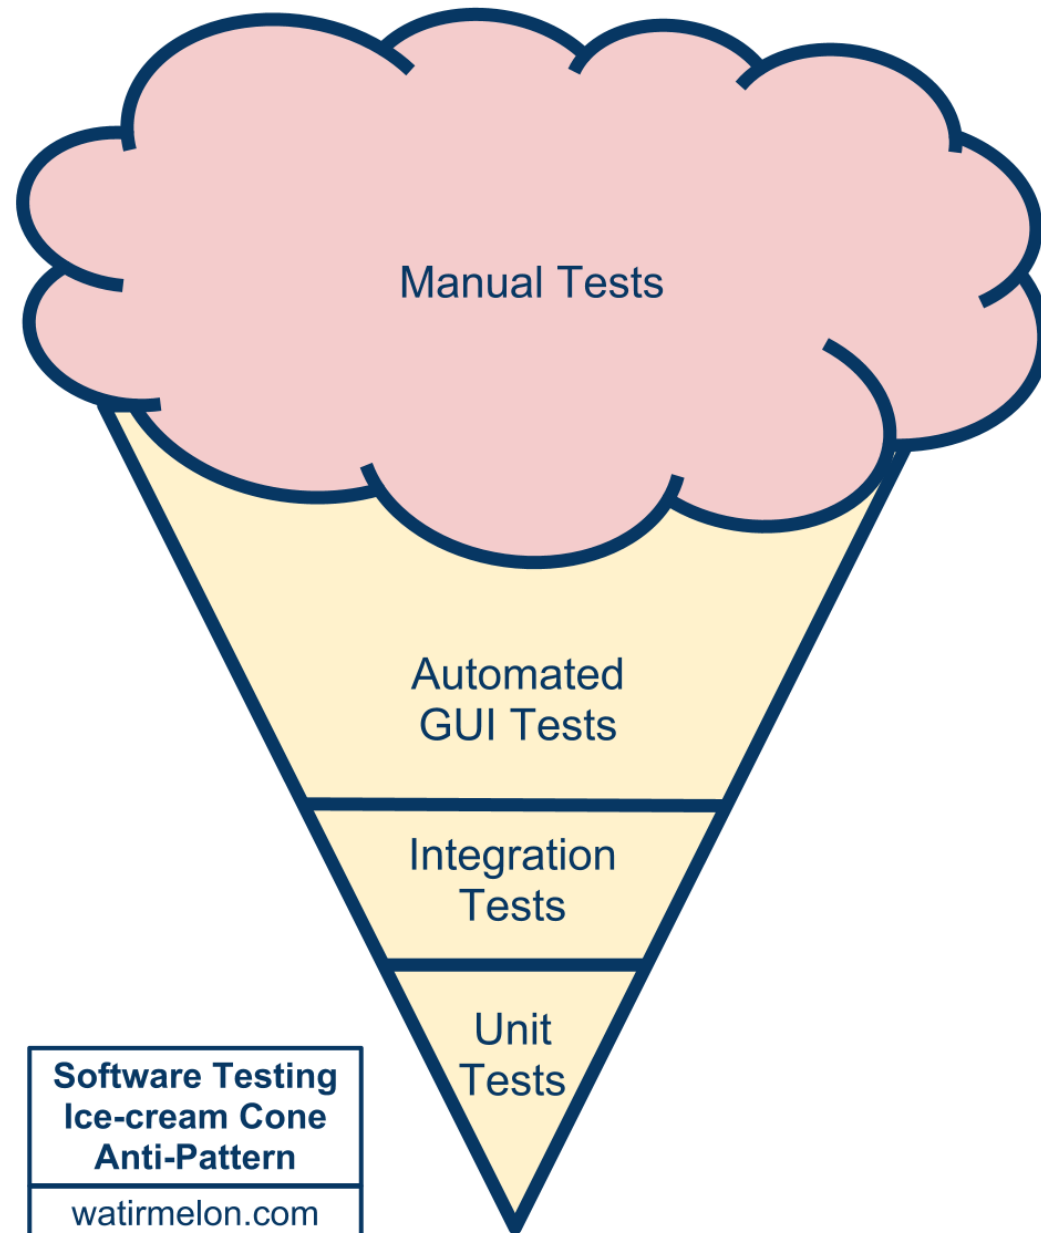 Manual Tests
Automated
GUI Tests
Integration
Tests
Unit
Tests
Software Testing
Ice-cream Cone
Anti-Pattern
watirmelon.com